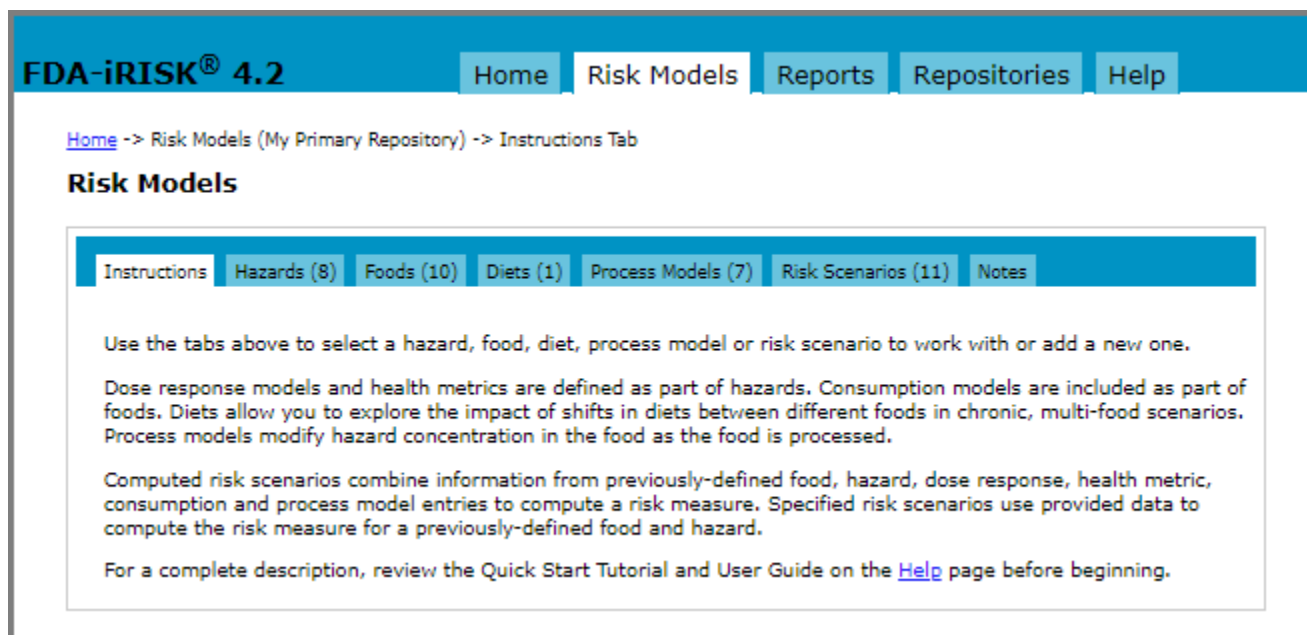 FDA-iRISK® 4.2
Home Risk Models Reports Repositories Help
Home -> Risk Models (My Primary Repository) -> Instructions Tab
Risk Models
Instructions Hazards (8) Foods (10) Diets (1) Process Models (7) Risk Scenarios (11) Notes
Use the tabs above to select a hazard, food, diet, process model or risk scenario to work with or add a new one.
Dose response models and health metrics are defined as part of hazards. Consumption models are included as part of
foods. Diets allow you to explore the impact of shifts in diets between different foods in chronic, multi-food scenarios.
Process models modify hazard concentration in the food as the food is processed.
Computed risk scenarios combine information from previously-defined food, hazard, dose response, health metric,
consumption and process model entries to compute a risk measure. Specified risk scenarios use provided data to
compute the risk measure for a previously-defined food and hazard.
For a complete description, review the Quick Start Tutorial and User Guide on the Help page before beginning.